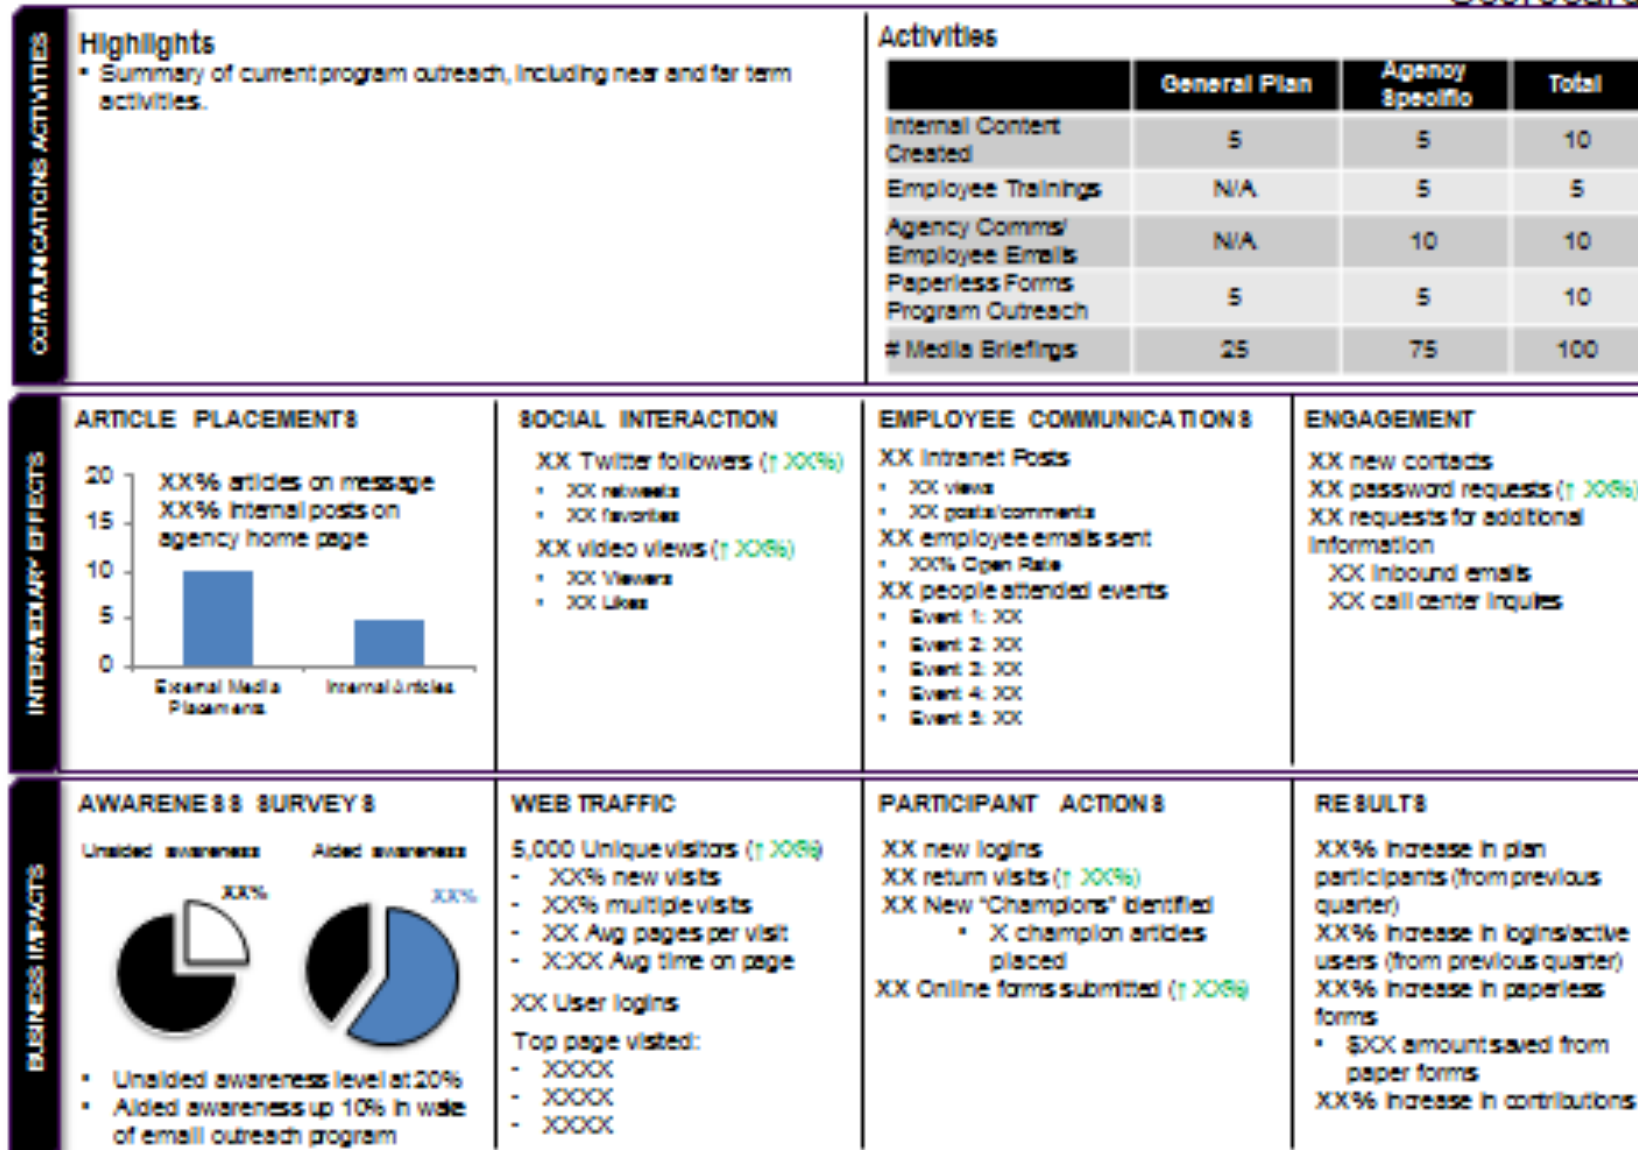 COMMUNICATIONS ACTIVITIES
Highlights
• Summary of current program outreach, including near and far term
activities.
Activities
General Plan
Agency
Specific
Total
Internal Content
Created
5
5
10
Employee Trainings
N/A
5
5
Agency Comms/
Employee Emails
N/A
10
10
Paperless Forms
Program Outreach
5
5
10
# Media Briefings
25
75
100
INTERMEDIARY EFFECTS
ARTICLE PLACEMENTS
XX% articles on message
XX% internal posts on
agency home page
20
15
10
5
0
External Media
Placements
Internal Articles
SOCIAL INTERACTION
XX Twitter followers (↑ XX%)
• XX retweets
• XX favorites
XX video views (↑ XX%)
• XX Viewers
• XX Likes
EMPLOYEE COMMUNICATIONS
XX Intranet Posts
• XX views
• XX posts/comments
XX employee emails sent
• XX% Open Rate
XX people attended events
• Event 1: XX
• Event 2: XX
• Event 3: XX
• Event 4: XX
• Event 5: XX
ENGAGEMENT
XX new contacts
XX password requests (↑ XX%)
XX requests for additional
information
XX inbound emails
XX call center inquires
BUSINESS IMPACTS
AWARENESS SURVEYS
Unaided awareness
Aided awareness
XX%
XX%
• Unaided awareness level at 20%
• Aided awareness up 10% in wake
of email outreach program
WEB TRAFFIC
5,000 Unique visitors (↑ XX%)
- XX% new visits
- XX% multiple visits
- XX Avg pages per visit
- X:XX Avg time on page
XX User logins
Top page visted:
- XXXX
- XXXX
- XXXX
PARTICIPANT ACTIONS
XX new logins
XX return visits (↑ XX%)
XX New "Champions" identified
• X champion articles
placed
XX Online forms submitted (↑ XX%)
RESULTS
XX% increase in plan
participants (from previous
quarter)
XX% increase in logins/active
users (from previous quarter)
XX% increase in paperless
forms
• $XX amount saved from
paper forms
XX% increase in contributions